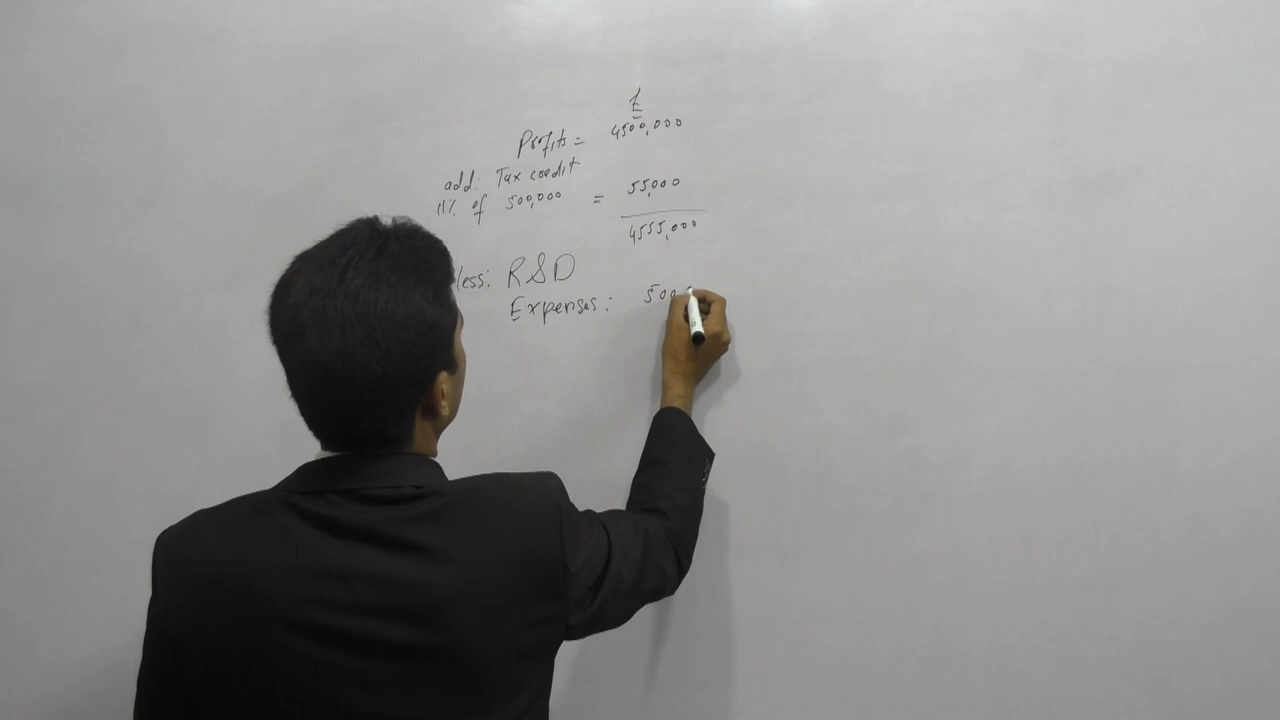 £
Profits = 4500,000
add: Tax credit
11% of 500,000 = 55,000
4555,000
less: R&D
Expenses: 500